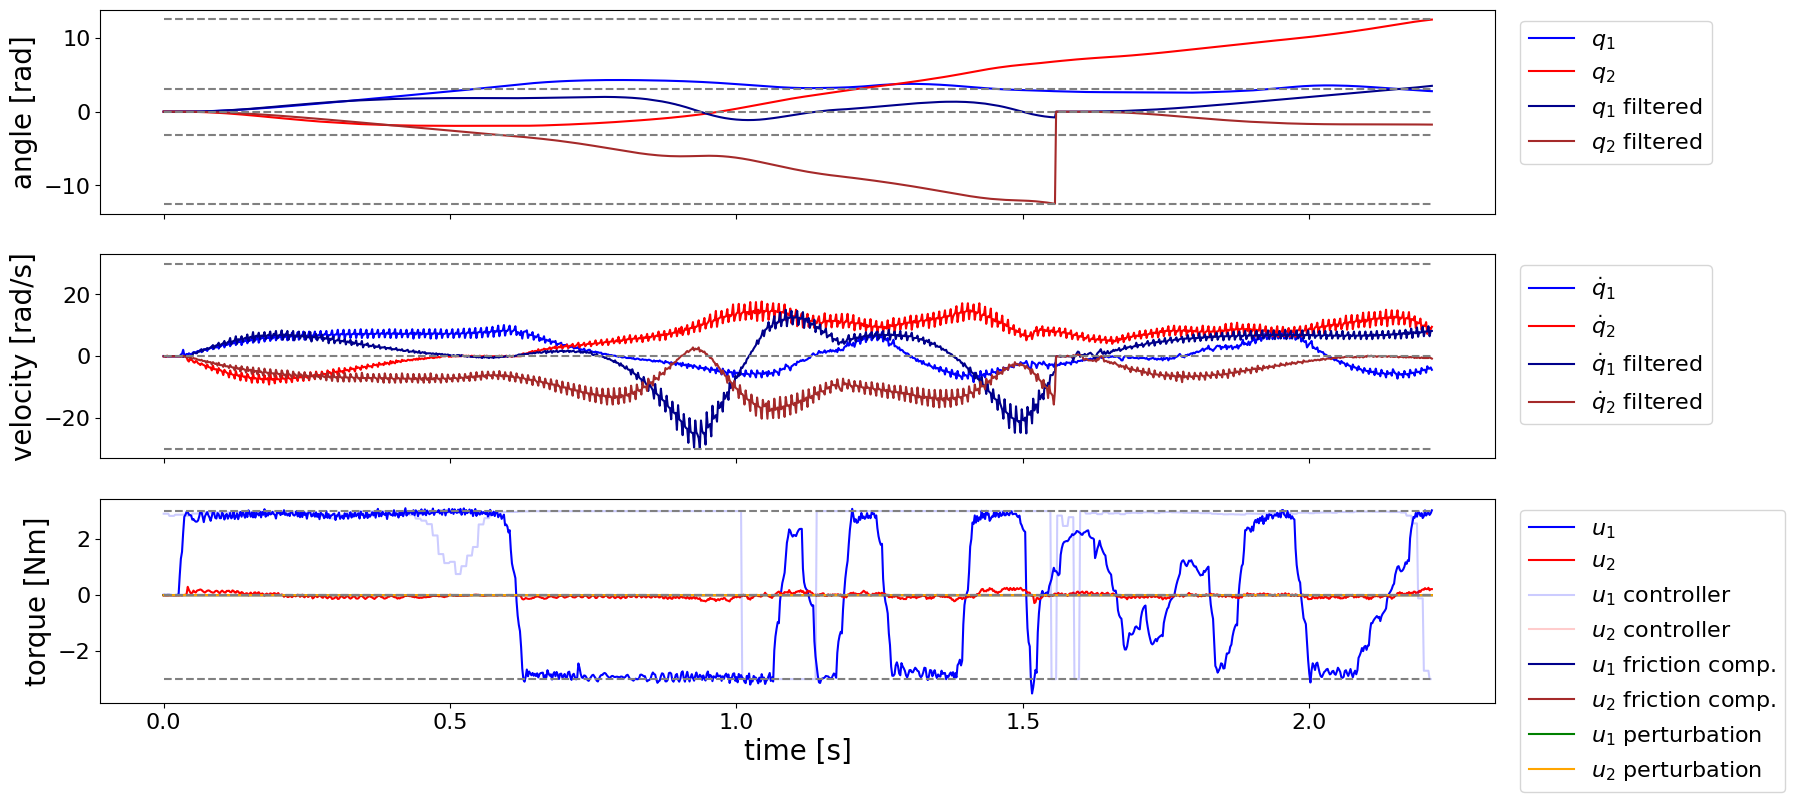 angle [rad]
10
0
−10
q₁
q₂
q₁ filtered
q₂ filtered
velocity [rad/s]
20
0
−20
q̇₁
q̇₂
q̇₁ filtered
q̇₂ filtered
torque [Nm]
2
0
−2
0.0 0.5 1.0 1.5 2.0
time [s]
u₁
u₂
u₁ controller
u₂ controller
u₁ friction comp.
u₂ friction comp.
u₁ perturbation
u₂ perturbation